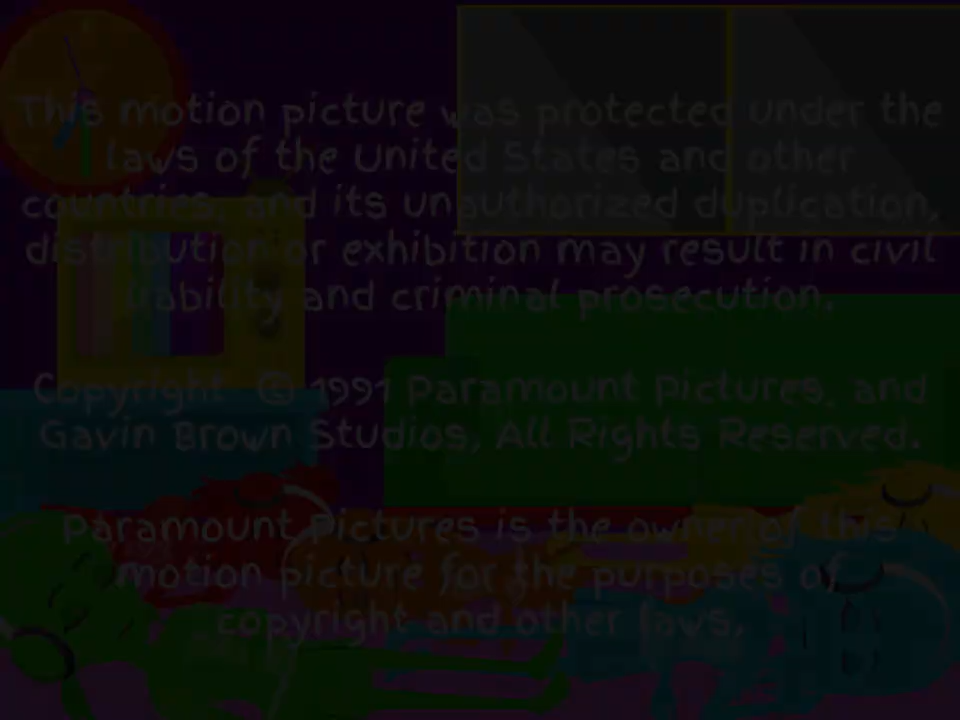 This motion picture was protected under the
laws of the United States and other
countries, and its unauthorized duplication,
distribution or exhibition may result in civil
liability and criminal prosecution.
Copyright © 1991 Paramount Pictures, and
Gavin Brown Studios, All Rights Reserved.
Paramount Pictures is the owner of this
motion picture for the purposes of
copyright and other laws.